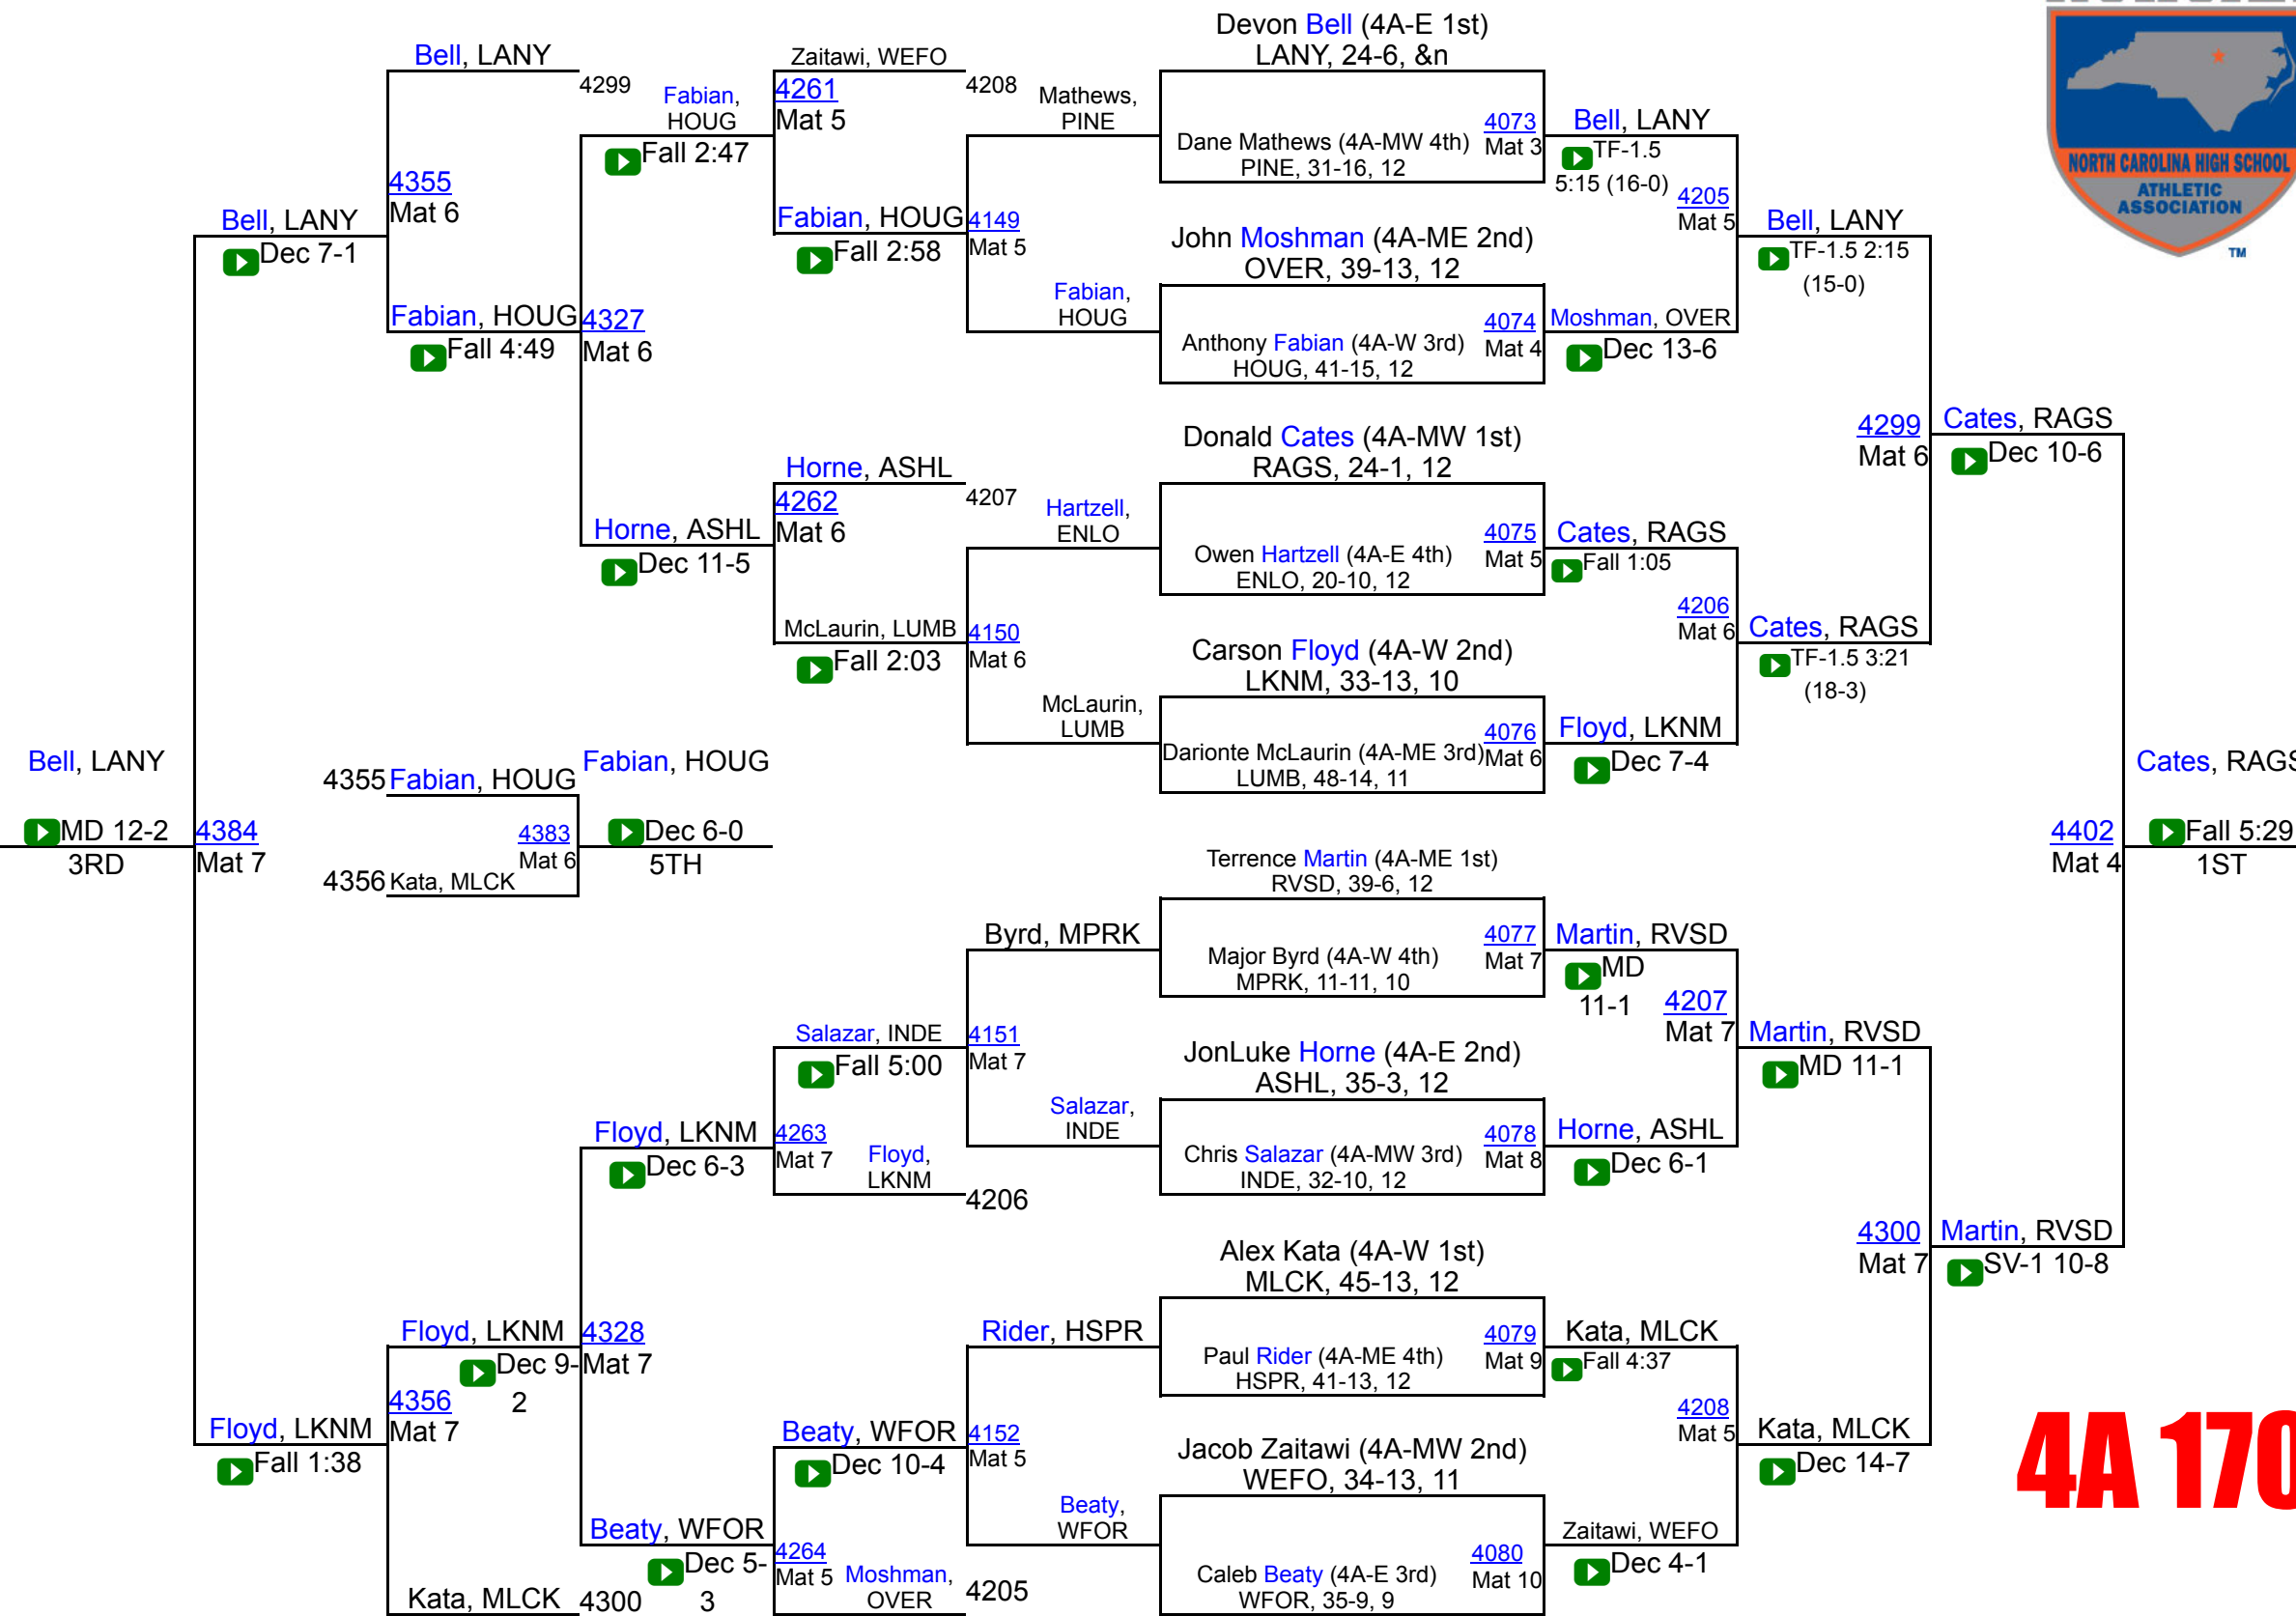 Devon Bell (4A-E 1st)
LANY, 24-6, &n
Dane Mathews (4A-MW 4th)
PINE, 31-16, 12
4073
Mat 3
John Moshman (4A-ME 2nd)
OVER, 39-13, 12
Anthony Fabian (4A-W 3rd)
HOUG, 41-15, 12
4074
Mat 4
Donald Cates (4A-MW 1st)
RAGS, 24-1, 12
Owen Hartzell (4A-E 4th)
ENLO, 20-10, 12
4075
Mat 5
Carson Floyd (4A-W 2nd)
LKNM, 33-13, 10
Darionte McLaurin (4A-ME 3rd)
LUMB, 48-14, 11
4076
Mat 6
Terrence Martin (4A-ME 1st)
RVSD, 39-6, 12
Major Byrd (4A-W 4th)
MPRK, 11-11, 10
4077
Mat 7
JonLuke Horne (4A-E 2nd)
ASHL, 35-3, 12
Chris Salazar (4A-MW 3rd)
INDE, 32-10, 12
4078
Mat 8
Alex Kata (4A-W 1st)
MLCK, 45-13, 12
Paul Rider (4A-ME 4th)
HSPR, 41-13, 12
4079
Mat 9
Jacob Zaitawi (4A-MW 2nd)
WEFO, 34-13, 11
Caleb Beaty (4A-E 3rd)
WFOR, 35-9, 9
4080
Mat 10
Bell, LANY
TF-1.5
5:15 (16-0)
4205
Mat 5
Moshman, OVER
Dec 13-6
Cates, RAGS
Fall 1:05
4206
Mat 6
Floyd, LKNM
Dec 7-4
Martin, RVSD
MD
11-1
4207
Mat 7
Horne, ASHL
Dec 6-1
Kata, MLCK
Fall 4:37
4208
Mat 5
Zaitawi, WEFO
Dec 4-1
Bell, LANY
TF-1.5 2:15
(15-0)
4299
Mat 6
Cates, RAGS
TF-1.5 3:21
(18-3)
Martin, RVSD
MD 11-1
4300
Mat 7
Kata, MLCK
Dec 14-7
Cates, RAGS
Dec 10-6
4402
Mat 4
Martin, RVSD
SV-1 10-8
Cates, RAGS
Fall 5:29
1ST
Mathews,
PINE
4149
Mat 5
Fabian,
HOUG
Hartzell,
ENLO
4150
Mat 6
McLaurin,
LUMB
Byrd, MPRK
4151
Mat 7
Salazar,
INDE
Rider, HSPR
4152
Mat 5
Beaty,
WFOR
Zaitawi, WEFO
4208
4261
Mat 5
Fabian, HOUG
Fall 2:58
Horne, ASHL
4207
4262
Mat 6
McLaurin, LUMB
Fall 2:03
Salazar, INDE
Fall 5:00
4263
Mat 7
Floyd,
LKNM
4206
Beaty, WFOR
Dec 10-4
4264
Mat 5
Moshman,
OVER
4205
Fabian,
HOUG
Fall 2:47
4327
Mat 6
Horne, ASHL
Dec 11-5
Floyd, LKNM
Dec 6-3
4328
Mat 7
Beaty, WFOR
Dec 5-
3
Bell, LANY
4299
4355
Mat 6
Fabian, HOUG
Fall 4:49
Floyd, LKNM
Dec 9-
2
4356
Mat 7
Kata, MLCK
4300
Bell, LANY
Dec 7-1
4384
Mat 7
Floyd, LKNM
Fall 1:38
Bell, LANY
MD 12-2
3RD
4355
Fabian, HOUG
4383
Mat 6
4356
Kata, MLCK
Fabian, HOUG
Dec 6-0
5TH
NORTH CAROLINA HIGH SCHOOL
ATHLETIC
ASSOCIATION
TM
4A 170